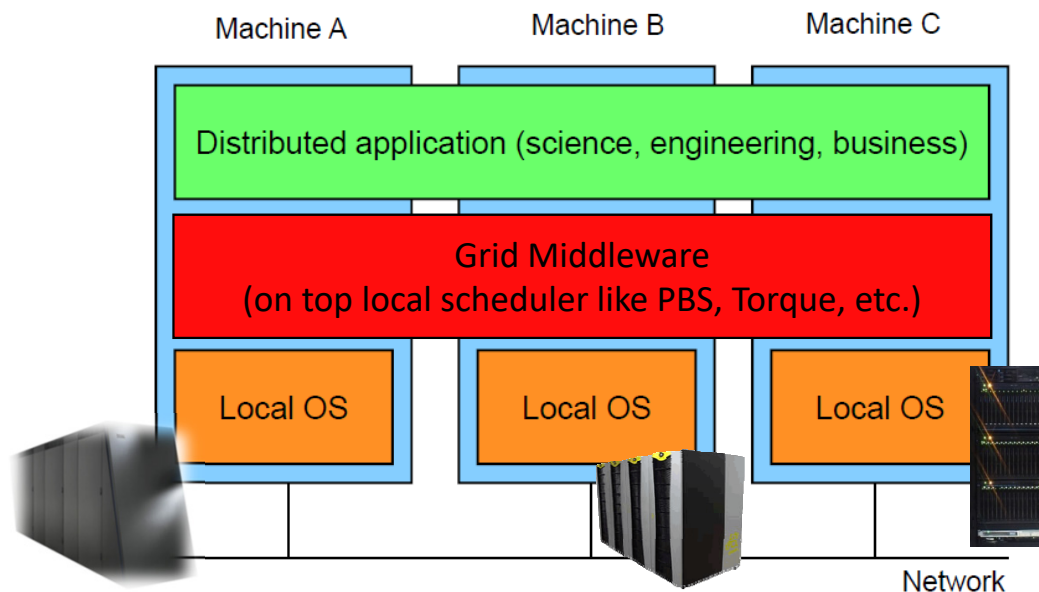 Machine A
Machine B
Machine C
Distributed application (science, engineering, business)
Grid Middleware
(on top local scheduler like PBS, Torque, etc.)
Local OS
Local OS
Local OS
Network